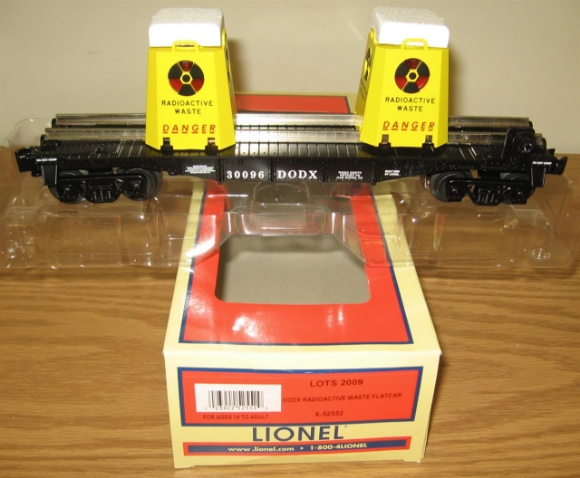 RADIOACTIVE
WASTE
DANGER
RADIOACTIVE
WASTE
DANGER
30096 DODX
LOTS 2009
DODX RADIOACTIVE WASTE FLATCAR
6-52552
FOR AGES 14 TO ADULT
LIONEL
www.lionel.com • 1-800-4LIONEL